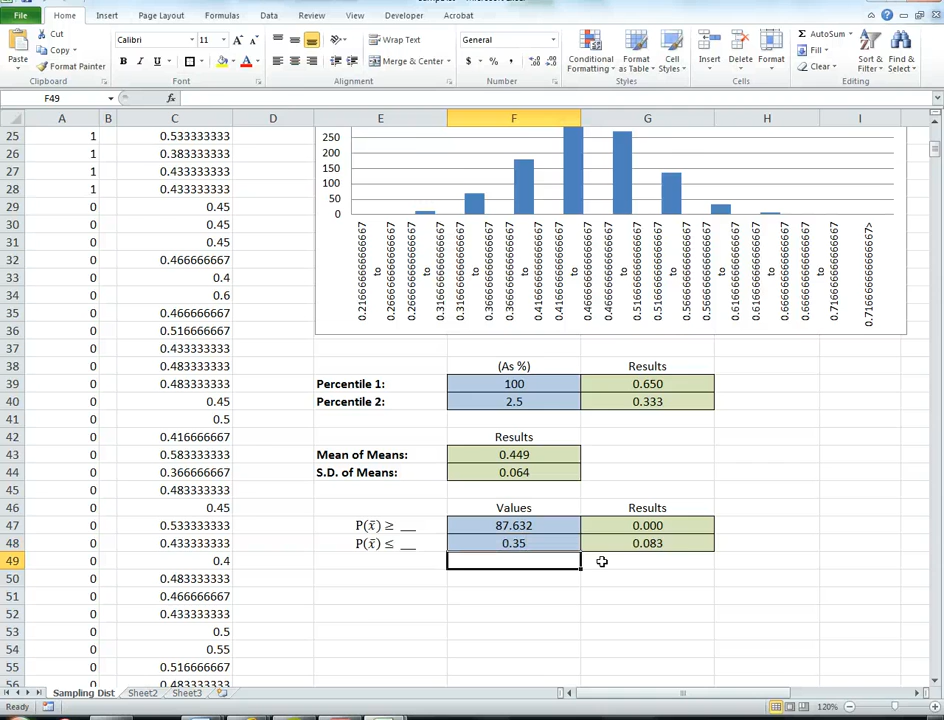 File Home Insert Page Layout Formulas Data Review View Developer Acrobat
Cut Calibri 11 Wrap Text General AutoSum
Copy Fill
Paste Format Painter B I U Merge & Center $ % , Conditional Formatting Format as Table Cell Styles Insert Delete Format Clear Sort & Filter Find & Select
Clipboard Font Alignment Number Styles Cells Editing
F49 fx
A B C D E F G H I
25 1 0.533333333 250
26 1 0.383333333 200
27 1 0.433333333 150
28 1 0.433333333 100
29 0 0.45 50
30 0 0.45 0
31 0 0.45
32 0 0.466666667
33 0 0.4
34 0 0.6
35 0 0.466666667
36 0 0.516666667
37 0 0.433333333
38 0 0.483333333 (As %) Results
39 0 0.483333333 Percentile 1: 100 0.650
40 0 0.45 Percentile 2: 2.5 0.333
41 0 0.5
42 0 0.416666667 Results
43 0 0.583333333 Mean of Means: 0.449
44 0 0.366666667 S.D. of Means: 0.064
45 0 0.483333333
46 0 0.45 Values Results
47 0 0.533333333 P(x̄) ≥ __ 87.632 0.000
48 0 0.433333333 P(x̄) ≤ __ 0.35 0.083
49 0 0.4
50 0 0.483333333
51 0 0.466666667
52 0 0.433333333
53 0 0.5
54 0 0.55
55 0 0.516666667
56 0 0.483333333
Sampling Dist Sheet2 Sheet3
Ready 120%